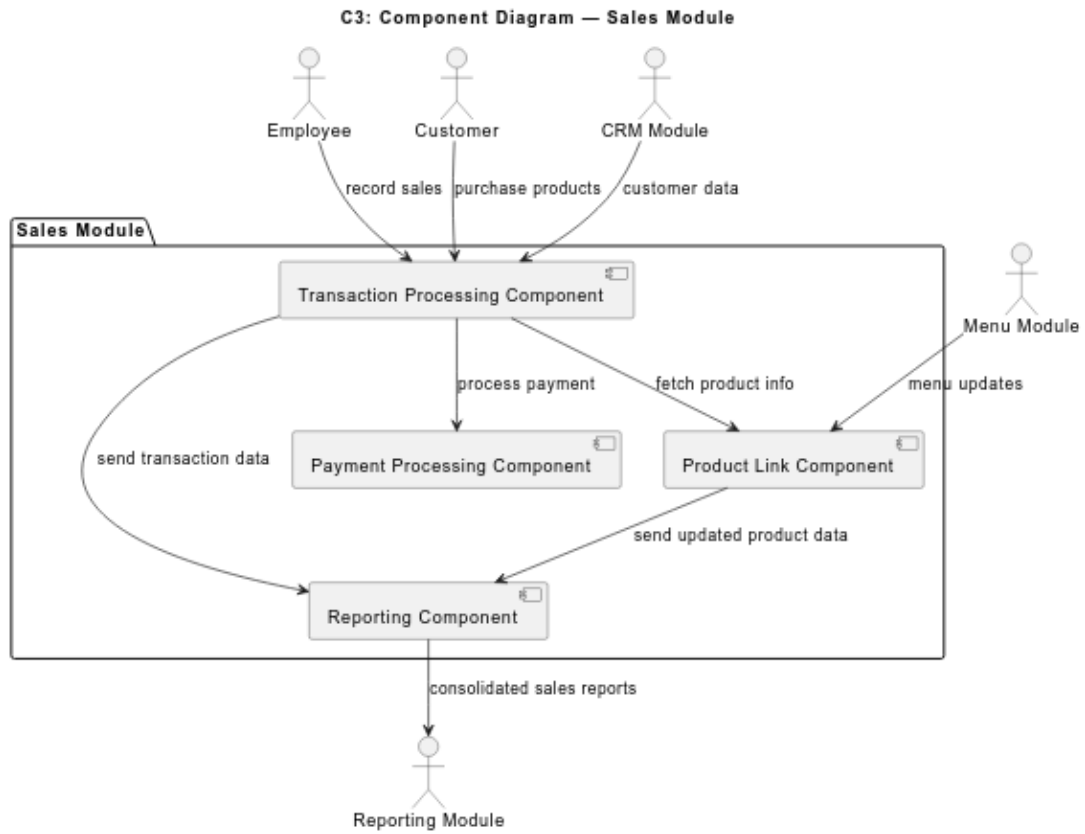 C3: Component Diagram — Sales Module
Employee
Customer
CRM Module
record sales
purchase products
customer data
Sales Module
Transaction Processing Component
Menu Module
process payment
fetch product info
menu updates
send transaction data
Payment Processing Component
Product Link Component
send updated product data
Reporting Component
consolidated sales reports
Reporting Module